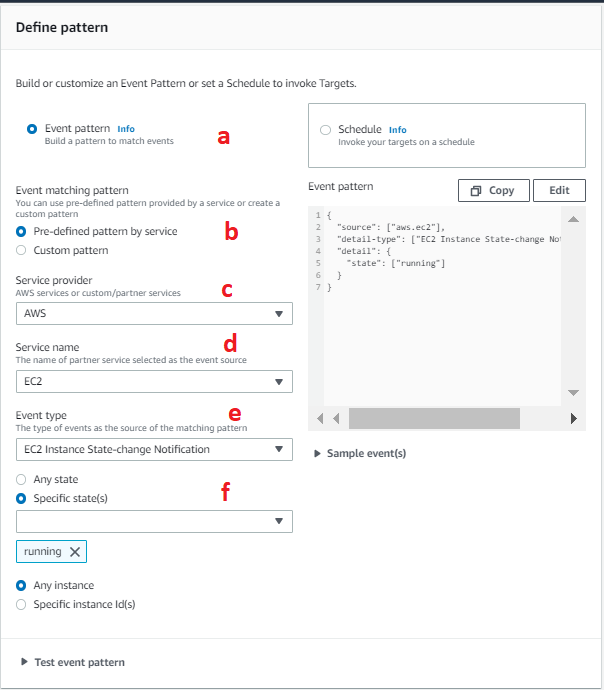 Define pattern
Build or customize an Event Pattern or set a Schedule to invoke Targets.
Event pattern Info
Build a pattern to match events
a
Schedule Info
Invoke your targets on a schedule
Event matching pattern
You can use pre-defined pattern provided by a service or create a
custom pattern
Pre-defined pattern by service
b
Custom pattern
Service provider
AWS services or custom/partner services
c
AWS
Service name
d
The name of partner service selected as the event source
EC2
Event type
e
The type of events as the source of the matching pattern
EC2 Instance State-change Notification
Any state
Specific state(s)
f
running
Any instance
Specific instance Id(s)
Event pattern
Copy
Edit
1 {
2 "source": ["aws.ec2"],
3 "detail-type": ["EC2 Instance State-change Not
4 "detail": {
5 "state": ["running"]
6 }
7 }
Sample event(s)
Test event pattern